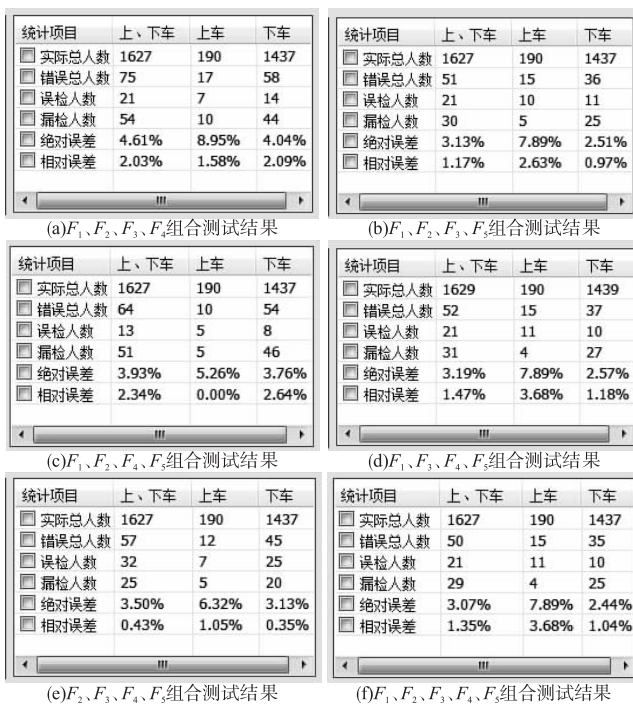 统计项目 上、下车 上车 下车
实际总人数 1627 190 1437
错误总人数 75 17 58
误检人数 21 7 14
漏检人数 54 10 44
绝对误差 4.61% 8.95% 4.04%
相对误差 2.03% 1.58% 2.09%
(a)F1、F2、F3、F4组合测试结果
统计项目 上、下车 上车 下车
实际总人数 1627 190 1437
错误总人数 51 15 36
误检人数 21 10 11
漏检人数 30 5 25
绝对误差 3.13% 7.89% 2.51%
相对误差 1.17% 2.63% 0.97%
(b)F1、F2、F3、F5组合测试结果
统计项目 上、下车 上车 下车
实际总人数 1627 190 1437
错误总人数 64 10 54
误检人数 13 5 8
漏检人数 51 5 46
绝对误差 3.93% 5.26% 3.76%
相对误差 2.34% 0.00% 2.64%
(c)F1、F2、F4、F5组合测试结果
统计项目 上、下车 上车 下车
实际总人数 1629 190 1439
错误总人数 52 15 37
误检人数 21 11 10
漏检人数 31 4 27
绝对误差 3.19% 7.89% 2.57%
相对误差 1.47% 3.68% 1.18%
(d)F1、F3、F4、F5组合测试结果
统计项目 上、下车 上车 下车
实际总人数 1627 190 1437
错误总人数 57 12 45
误检人数 32 7 25
漏检人数 25 5 20
绝对误差 3.50% 6.32% 3.13%
相对误差 0.43% 1.05% 0.35%
(e)F2、F3、F4、F5组合测试结果
统计项目 上、下车 上车 下车
实际总人数 1627 190 1437
错误总人数 50 15 35
误检人数 21 11 10
漏检人数 29 4 25
绝对误差 3.07% 7.89% 2.44%
相对误差 1.35% 3.68% 1.04%
(f)F1、F2、F3、F4、F5组合测试结果